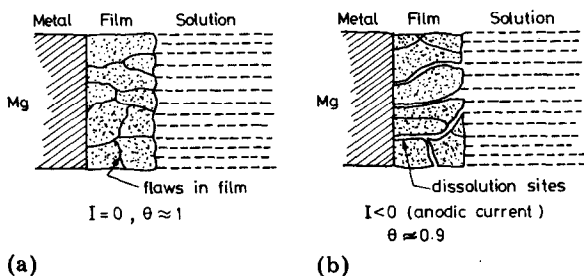 Metal Film Solution
Mg
flaws in film
I=0, θ≈1
(a)
Metal Film Solution
Mg
dissolution sites
I<0 (anodic current)
θ≃0.9
(b)